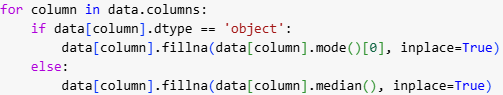 for column in data.columns:
    if data[column].dtype == 'object':
        data[column].fillna(data[column].mode()[0], inplace=True)
    else:
        data[column].fillna(data[column].median(), inplace=True)